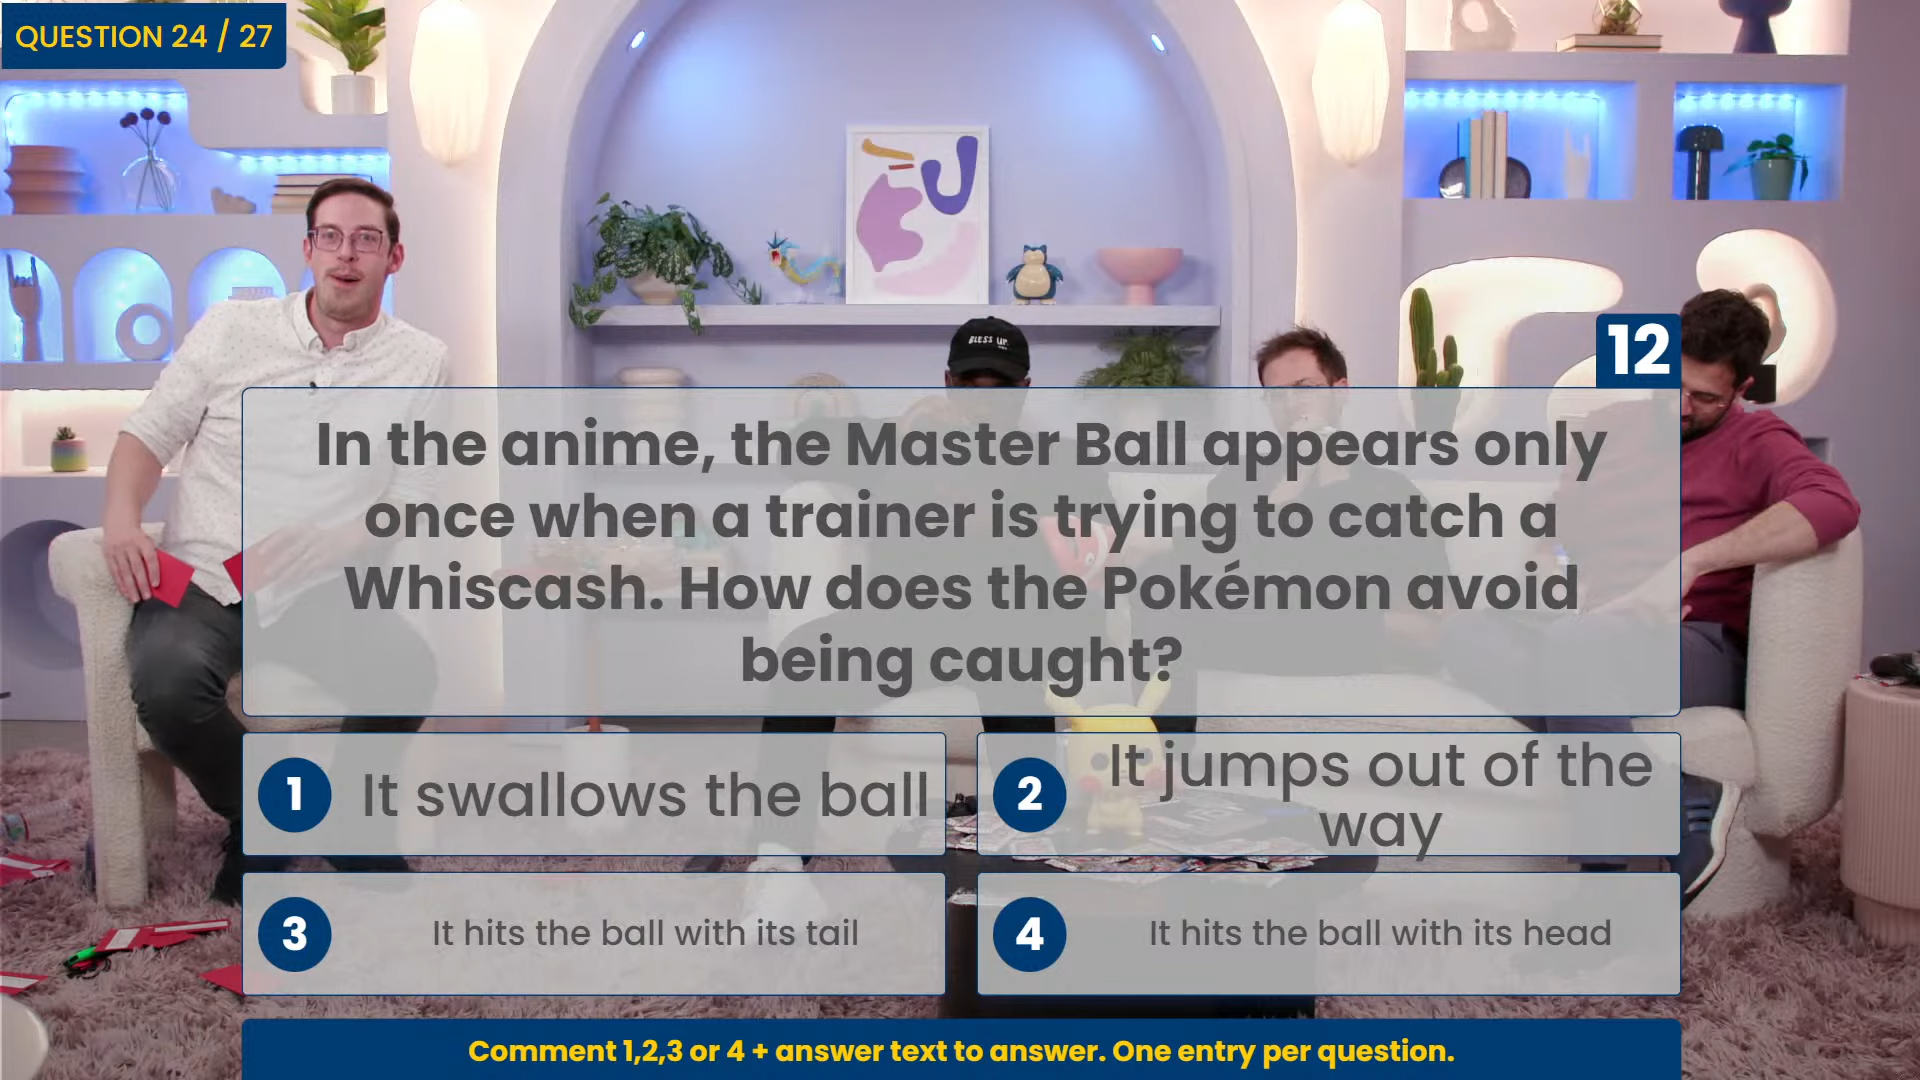 QUESTION 24 / 27
BLESS UP.
12
In the anime, the Master Ball appears only
once when a trainer is trying to catch a
Whiscash. How does the Pokémon avoid
being caught?
1 It swallows the ball
2 It jumps out of the
way
3 It hits the ball with its tail
4 It hits the ball with its head
Comment 1,2,3 or 4 + answer text to answer. One entry per question.